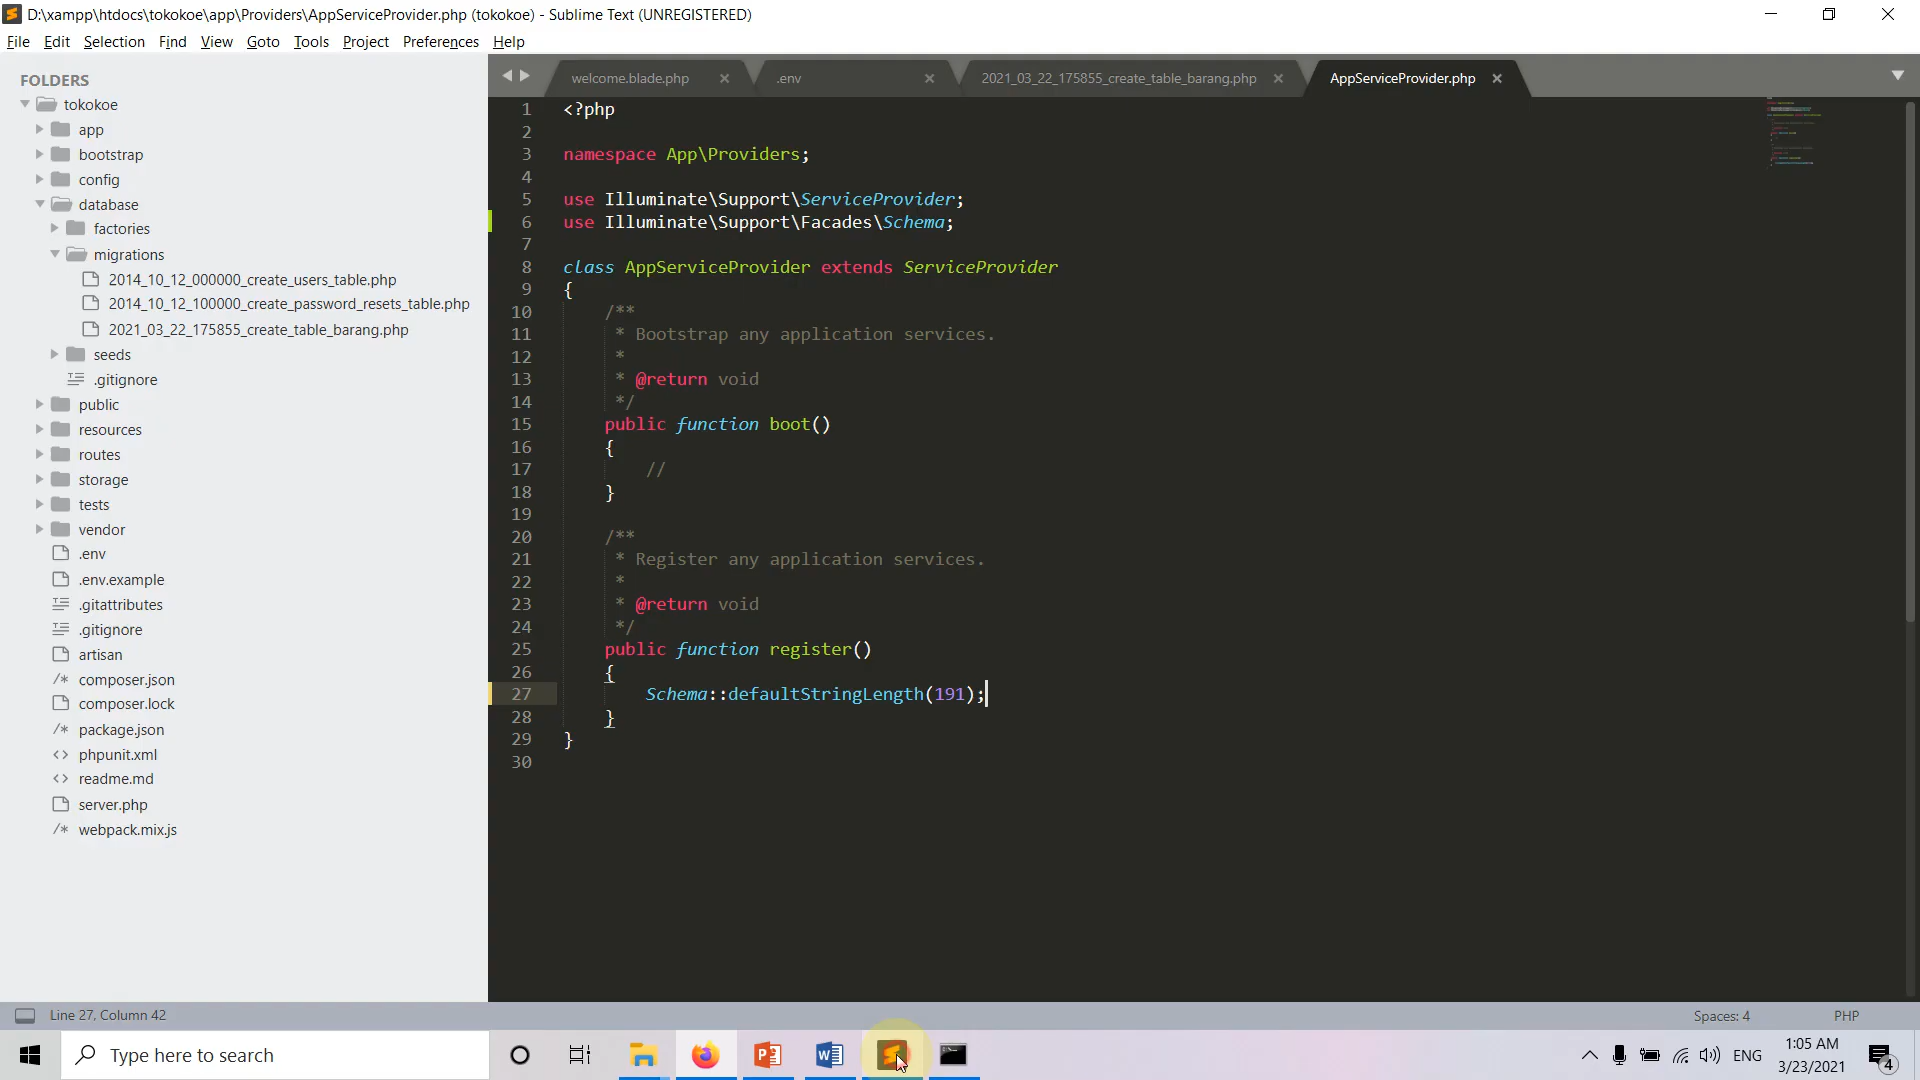 D:\xampp\htdocs\tokokoe\app\Providers\AppServiceProvider.php (tokokoe) - Sublime Text (UNREGISTERED)
File Edit Selection Find View Goto Tools Project Preferences Help
FOLDERS
tokokoe
app
bootstrap
config
database
factories
migrations
2014_10_12_000000_create_users_table.php
2014_10_12_100000_create_password_resets_table.php
2021_03_22_175855_create_table_barang.php
seeds
.gitignore
public
resources
routes
storage
tests
vendor
.env
.env.example
.gitattributes
.gitignore
artisan
/* composer.json
composer.lock
/* package.json
<> phpunit.xml
<> readme.md
server.php
/* webpack.mix.js
welcome.blade.php .env 2021_03_22_175855_create_table_barang.php AppServiceProvider.php
1 <?php
2
3 namespace App\Providers;
4
5 use Illuminate\Support\ServiceProvider;
6 use Illuminate\Support\Facades\Schema;
7
8 class AppServiceProvider extends ServiceProvider
9 {
10 /**
11 * Bootstrap any application services.
12 *
13 * @return void
14 */
15 public function boot()
16 {
17 //
18 }
19
20 /**
21 * Register any application services.
22 *
23 * @return void
24 */
25 public function register()
26 {
27 Schema::defaultStringLength(191);
28 }
29 }
30
Line 27, Column 42 Spaces: 4 PHP
Type here to search
ENG
1:05 AM
3/23/2021
4